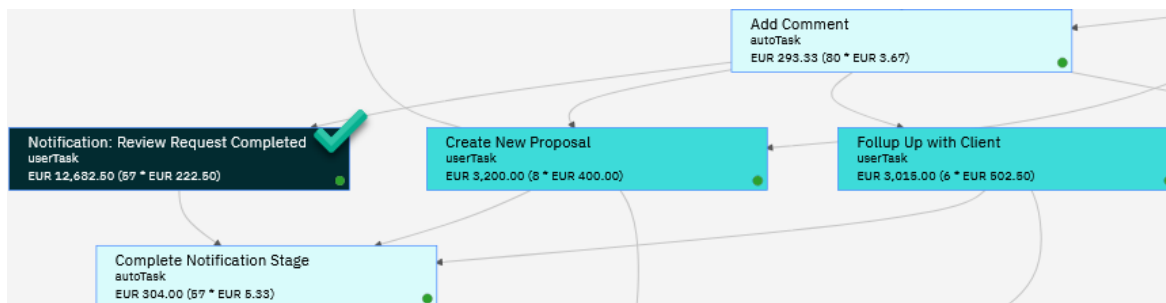 Add Comment
autoTask
EUR 293.33 (80 * EUR 3.67)
Notification: Review Request Completed
userTask
EUR 12,682.50 (57 * EUR 222.50)
Create New Proposal
userTask
EUR 3,200.00 (8 * EUR 400.00)
Follup Up with Client
userTask
EUR 3,015.00 (6 * EUR 502.50)
Complete Notification Stage
autoTask
EUR 304.00 (57 * EUR 5.33)